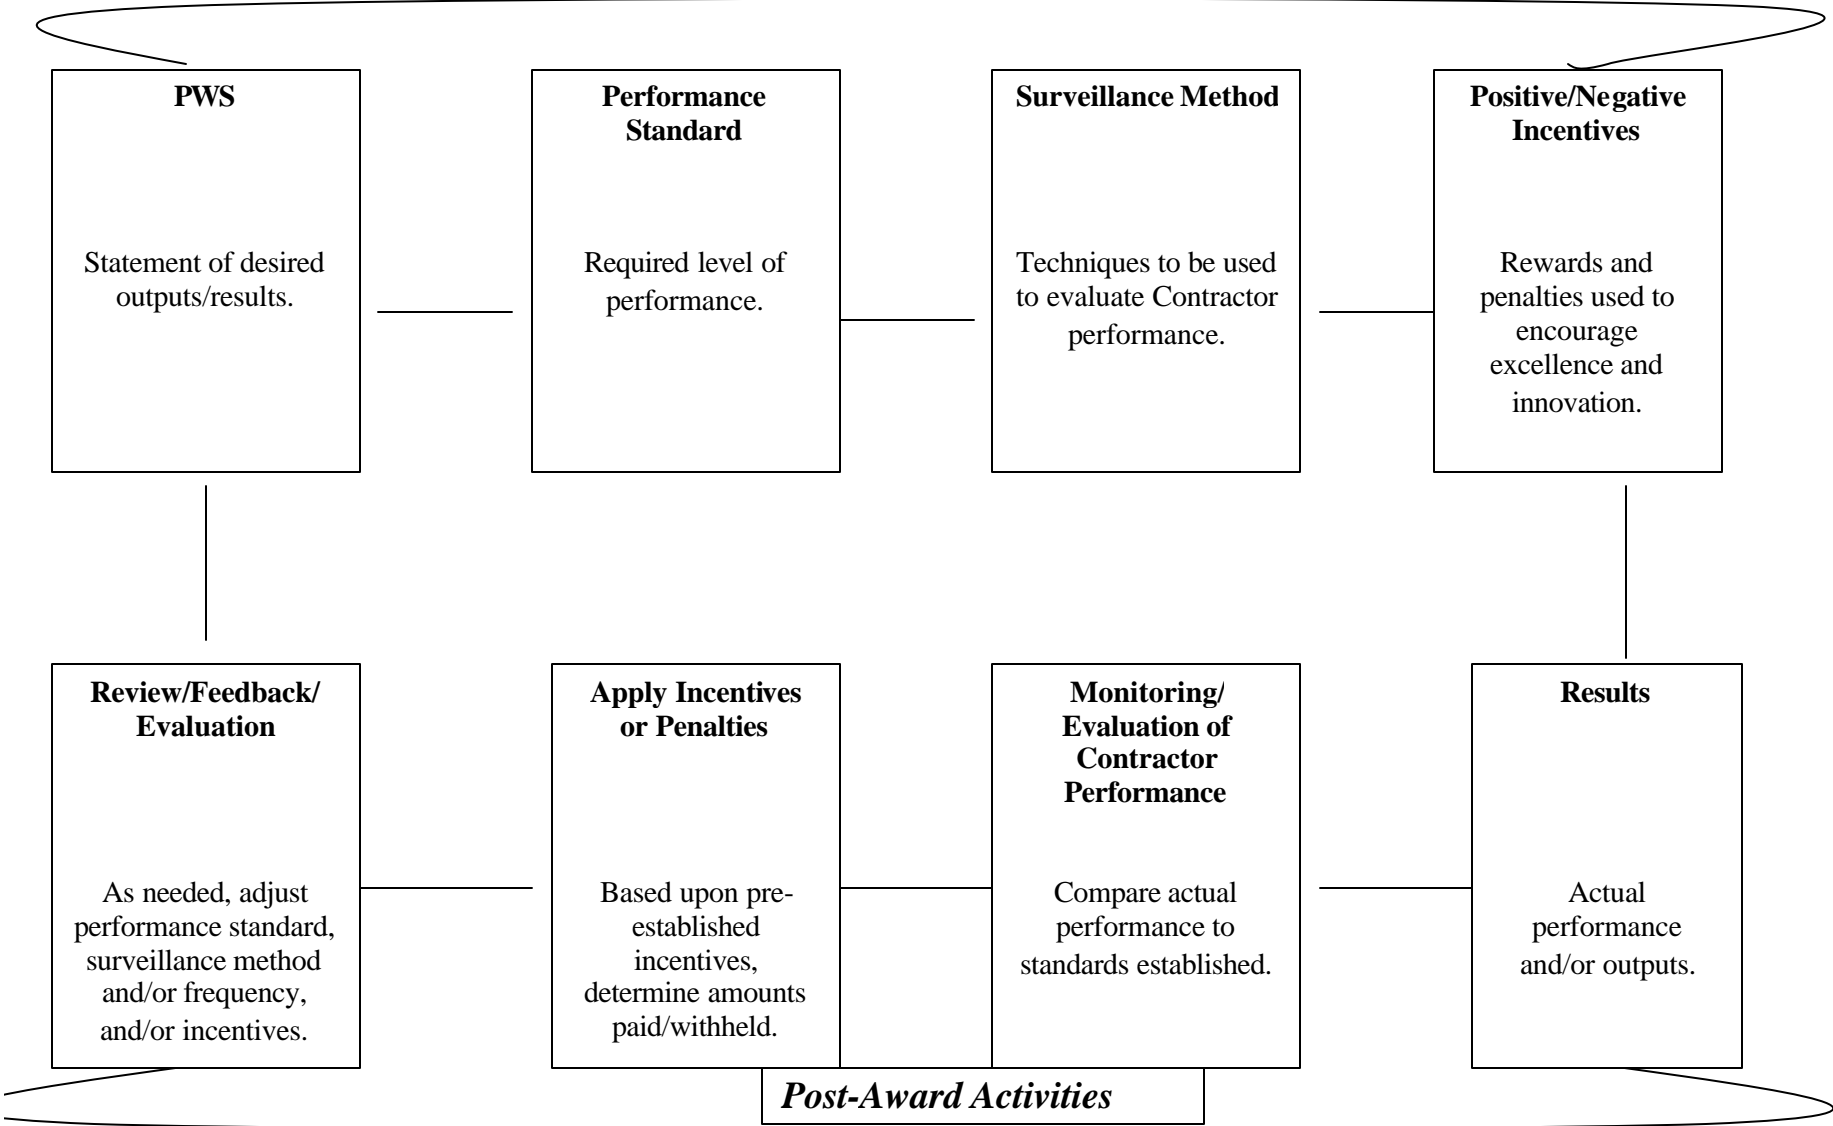 PWS
Statement of desired
outputs/results.
Performance
Standard
Required level of
performance.
Surveillance Method
Techniques to be used
to evaluate Contractor
performance.
Positive/Negative
Incentives
Rewards and
penalties used to
encourage
excellence and
innovation.
Review/Feedback/
Evaluation
As needed, adjust
performance standard,
surveillance method
and/or frequency,
and/or incentives.
Apply Incentives
or Penalties
Based upon pre-
established
incentives,
determine amounts
paid/withheld.
Monitoring/
Evaluation of
Contractor
Performance
Compare actual
performance to
standards established.
Results
Actual
performance
and/or outputs.
Post-Award Activities